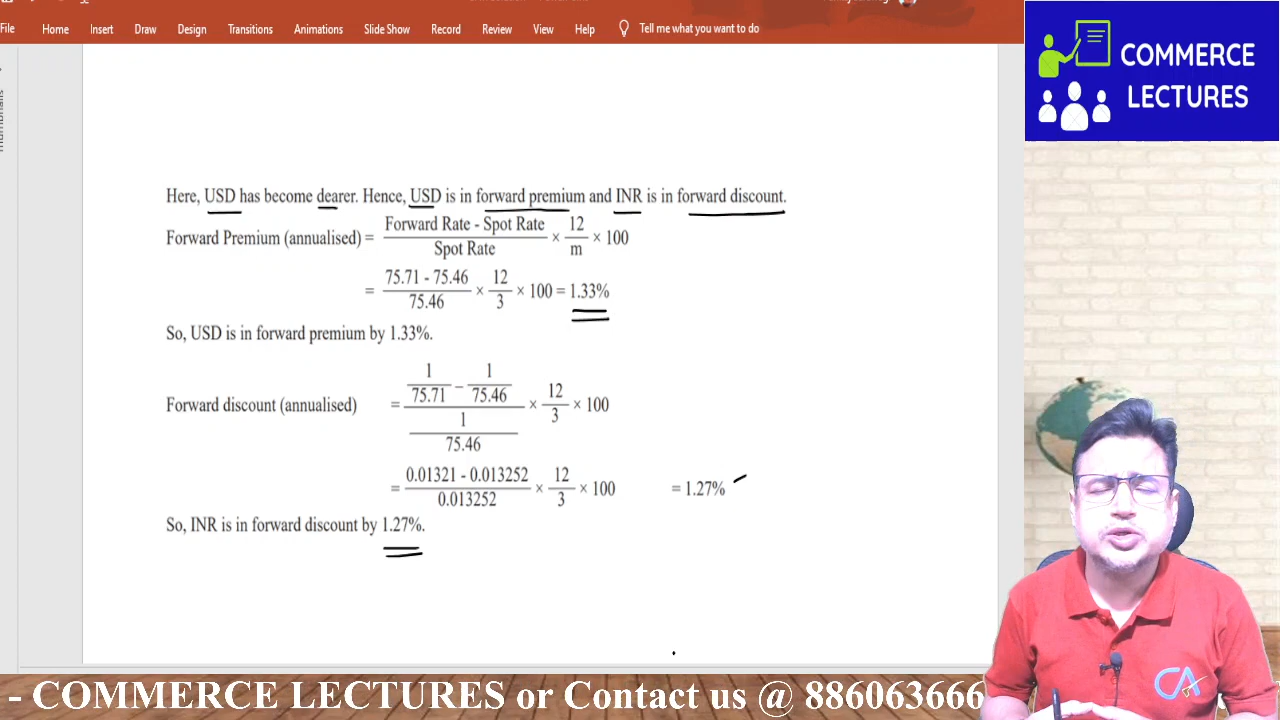 File Home Insert Draw Design Transitions Animations Slide Show Record Review View Help Tell me what you want to do
COMMERCE
LECTURES
Here, USD has become dearer. Hence, USD is in forward premium and INR is in forward discount.
Forward Premium (annualised) = Forward Rate - Spot Rate / Spot Rate × 12 / m × 100
= 75.71 - 75.46 / 75.46 × 12 / 3 × 100 = 1.33%
So, USD is in forward premium by 1.33%.
Forward discount (annualised) = 1 / 75.71 − 1 / 75.46 / 1 / 75.46 × 12 / 3 × 100
= 0.01321 - 0.013252 / 0.013252 × 12 / 3 × 100 = 1.27%
So, INR is in forward discount by 1.27%.
CA
- COMMERCE LECTURES or Contact us @ 886063666